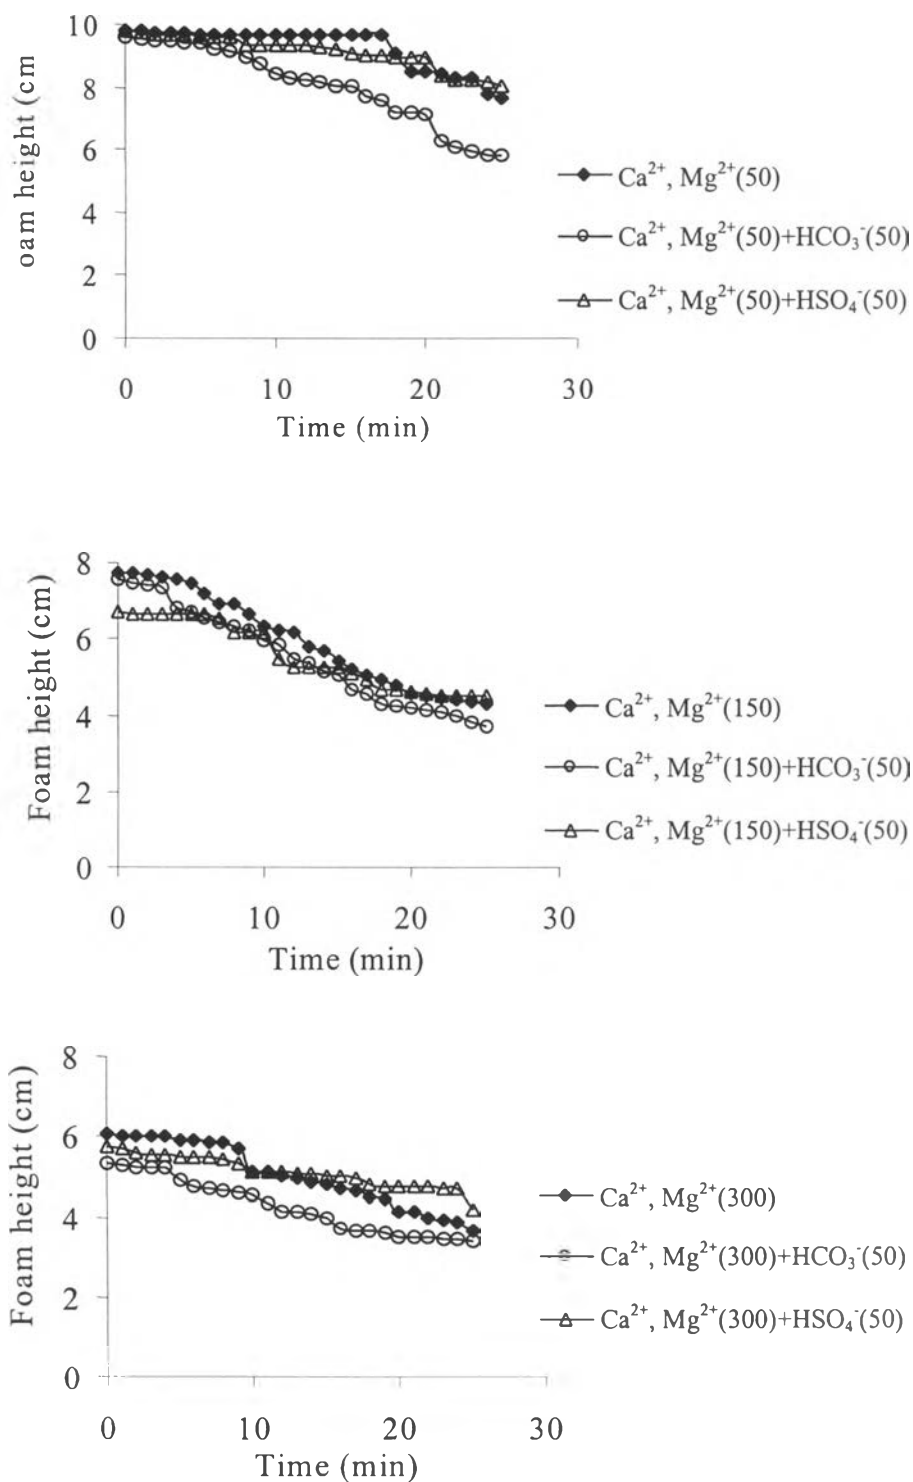 10
8
6
4
2
0
oam height (cm
0 10 20 30
Time (min)
Ca²⁺, Mg²⁺(50)
Ca²⁺, Mg²⁺(50)+HCO₃⁻(50)
Ca²⁺, Mg²⁺(50)+HSO₄⁻(50)
8
6
4
2
0
Foam height (cm)
0 10 20 30
Time (min)
Ca²⁺, Mg²⁺(150)
Ca²⁺, Mg²⁺(150)+HCO₃⁻(50)
Ca²⁺, Mg²⁺(150)+HSO₄⁻(50)
8
6
4
2
0
Foam height (cm)
0 10 20 30
Time (min)
Ca²⁺, Mg²⁺(300)
Ca²⁺, Mg²⁺(300)+HCO₃⁻(50)
Ca²⁺, Mg²⁺(300)+HSO₄⁻(50)